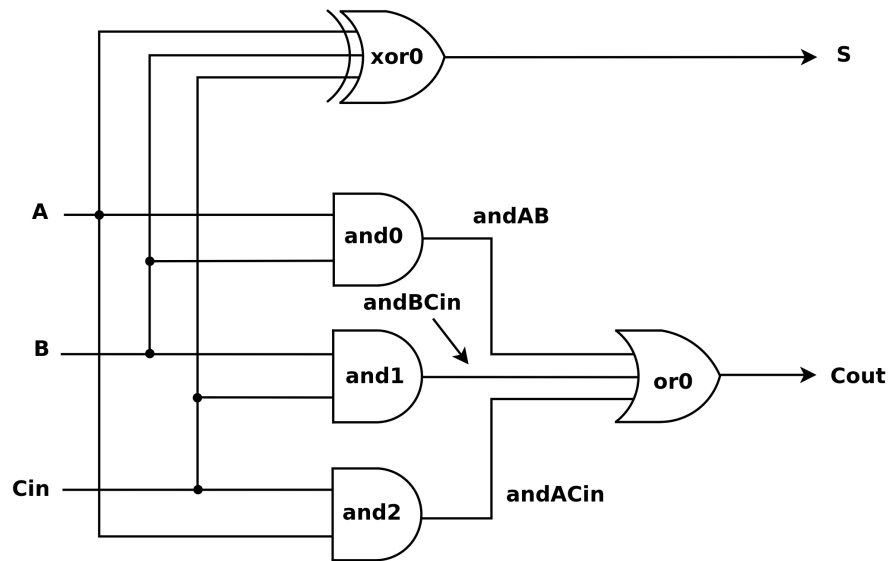 xor0
S
A
and0
andAB
andBCin
B
and1
or0
Cout
Cin
and2
andACin